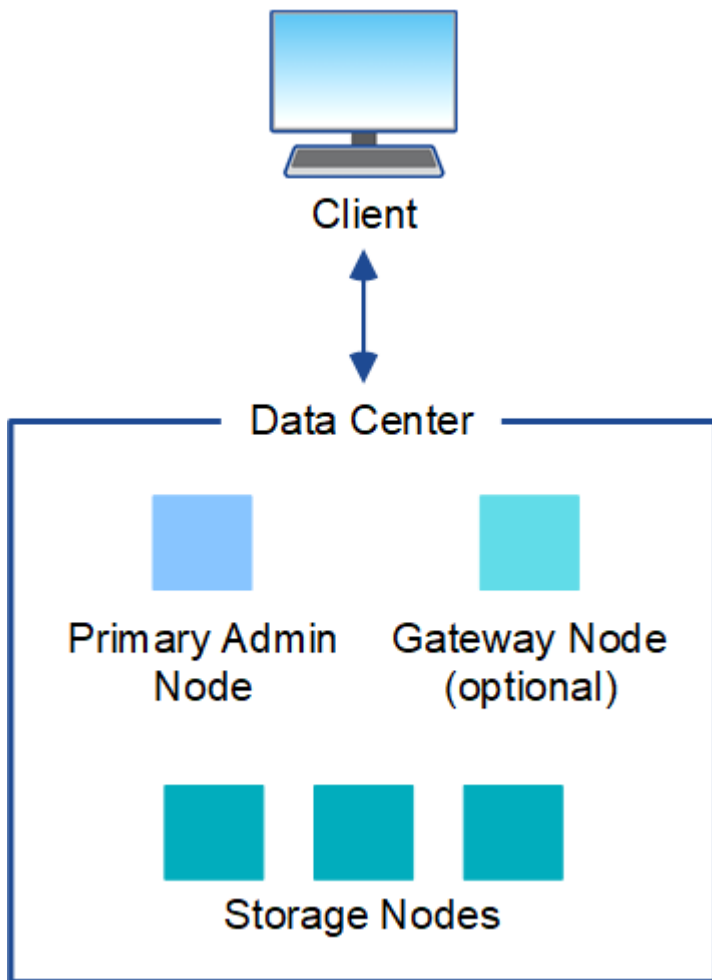 Client
Data Center
Primary Admin
Node
Gateway Node
(optional)
Storage Nodes